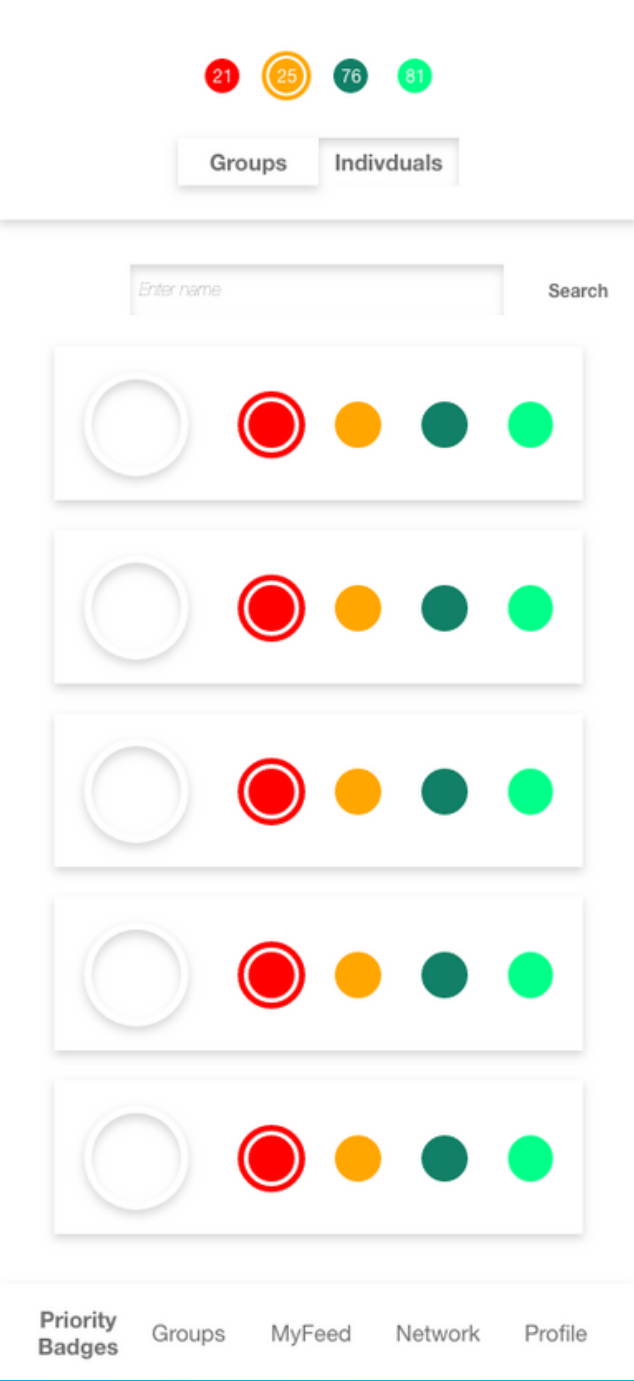 21 25 76 81
Groups Indivduals
Enter name Search
Priority Badges Groups MyFeed Network Profile